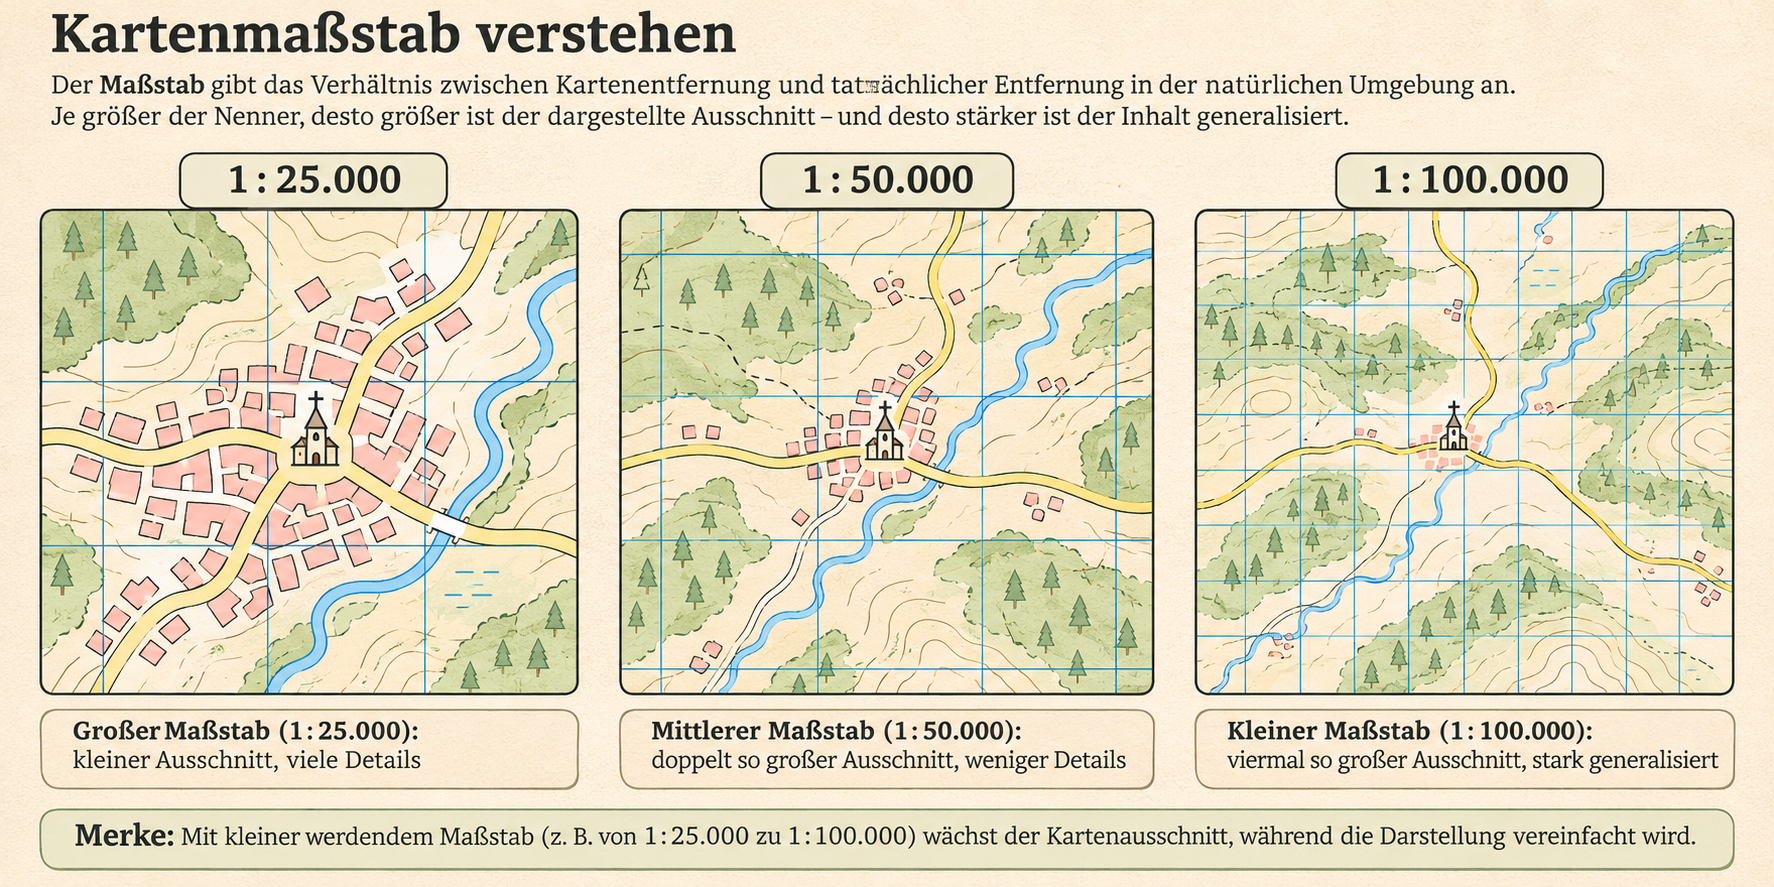 Kartenmaßstab verstehen
Der Maßstab gibt das Verhältnis zwischen Kartenentfernung und Entfernung in der natürlichen Umgebung an.
Je größer der Nenner, desto größer ist der dargestellte Ausschnitt – und desto stärker ist der Inhalt generalisiert.
1 : 25.000
1 : 50.000
1 : 100.000
Großer Maßstab (1 : 25.000):
kleiner Ausschnitt, viele Details
Mittlerer Maßstab (1 : 50.000):
doppelt so großer Ausschnitt, weniger Details
Kleiner Maßstab (1 : 100.000):
viermal so großer Ausschnitt, stark generalisiert
Merke: Mit kleiner werdendem Maßstab (z. B. von 1 : 25.000 zu 1 : 100.000) wächst der Kartenausschnitt, während die Darstellung vereinfacht wird.